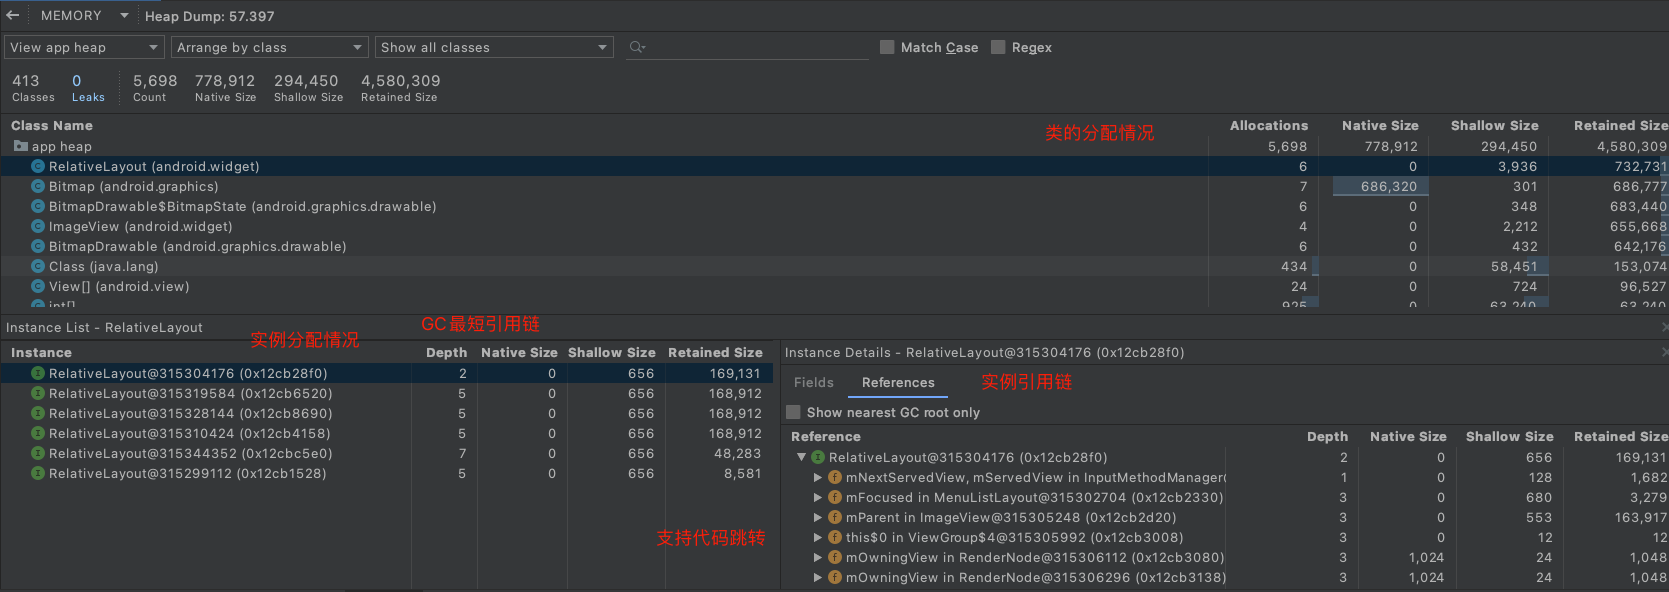 MEMORY Heap Dump: 57.397
View app heap Arrange by class Show all classes Match Case Regex
413 0 5,698 778,912 294,450 4,580,309
Classes Leaks Count Native Size Shallow Size Retained Size
Class Name 类的分配情况 Allocations Native Size Shallow Size Retained Size
app heap 5,698 778,912 294,450 4,580,309
RelativeLayout (android.widget) 6 0 3,936 732,731
Bitmap (android.graphics) 7 686,320 301 686,777
BitmapDrawable$BitmapState (android.graphics.drawable) 6 0 348 683,440
ImageView (android.widget) 4 0 2,212 655,668
BitmapDrawable (android.graphics.drawable) 6 0 432 642,176
Class (java.lang) 434 0 58,451 153,074
View[] (android.view) 24 0 724 96,527
int[] 925 0 63,240 63,240
Instance List - RelativeLayout
实例分配情况 GC最短引用链
Instance Depth Native Size Shallow Size Retained Size
RelativeLayout@315304176 (0x12cb28f0) 2 0 656 169,131
RelativeLayout@315319584 (0x12cb6520) 5 0 656 168,912
RelativeLayout@315328144 (0x12cb8690) 5 0 656 168,912
RelativeLayout@315310424 (0x12cb4158) 5 0 656 168,912
RelativeLayout@315344352 (0x12cbc5e0) 7 0 656 48,283
RelativeLayout@315299112 (0x12cb1528) 5 0 656 8,581
支持代码跳转
Instance Details - RelativeLayout@315304176 (0x12cb28f0)
Fields References 实例引用链
Show nearest GC root only
Reference Depth Native Size Shallow Size Retained Size
RelativeLayout@315304176 (0x12cb28f0) 2 0 656 169,131
mNextServedView, mServedView in InputMethodManager( 1 0 128 1,682
mFocused in MenuListLayout@315302704 (0x12cb2330) 3 0 680 3,279
mParent in ImageView@315305248 (0x12cb2d20) 3 0 553 163,917
this$0 in ViewGroup$4@315305992 (0x12cb3008) 3 0 12 12
mOwningView in RenderNode@315306112 (0x12cb3080) 3 1,024 24 1,048
mOwningView in RenderNode@315306296 (0x12cb3138) 3 1,024 24 1,048